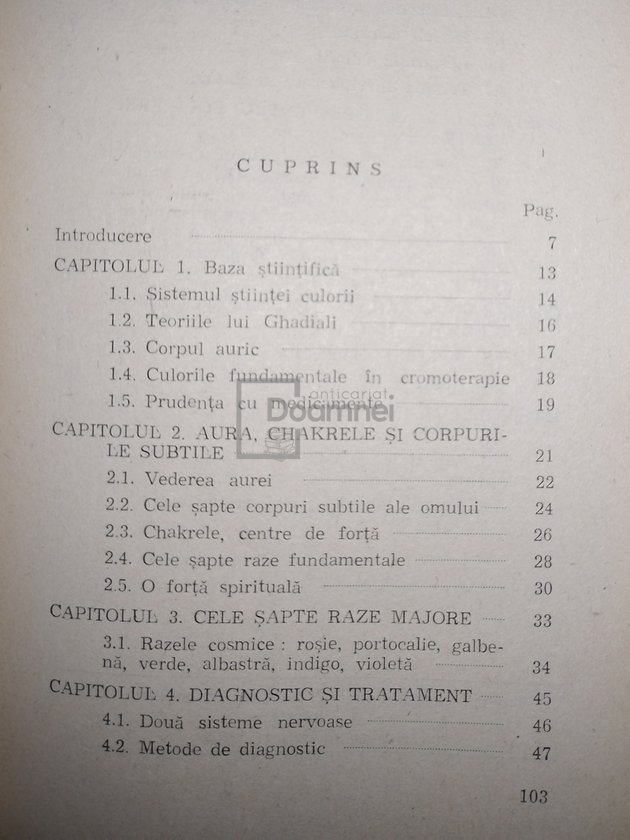 CUPRINS
Pag.
Introducere 7
CAPITOLUL 1. Baza științifică 13
1.1. Sistemul științei culorii 14
1.2. Teoriile lui Ghadiali 16
1.3. Corpul auric 17
1.4. Culorile fundamentale în cromoterapie 18
1.5. Prudența cu medicamente 19
anticariat
Doamnei
CAPITOLUL 2. AURA, CHAKRELE ȘI CORPURI-
LE SUBTILE 21
2.1. Vederea aurei 22
2.2. Cele șapte corpuri subtile ale omului 24
2.3. Chakrele, centre de forță 26
2.4. Cele șapte raze fundamentale 28
2.5. O forță spirituală 30
CAPITOLUL 3. CELE ȘAPTE RAZE MAJORE 33
3.1. Razele cosmice : roșie, portocalie, galbe-
nă, verde, albastră, indigo, violetă 34
CAPITOLUL 4. DIAGNOSTIC ȘI TRATAMENT 45
4.1. Două sisteme nervoase 46
4.2. Metode de diagnostic 47
103